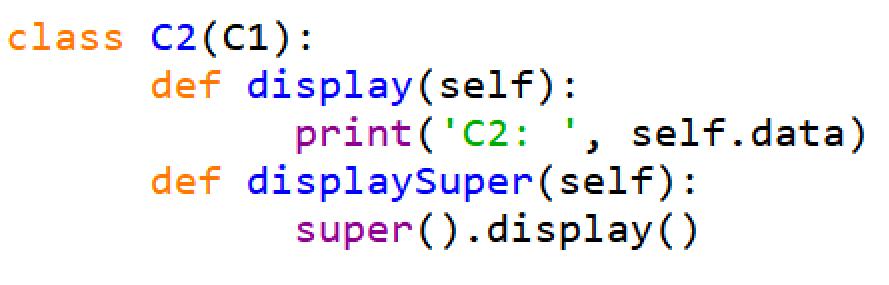 class C2(C1):
      def display(self):
            print('C2: ', self.data)
      def displaySuper(self):
            super().display()